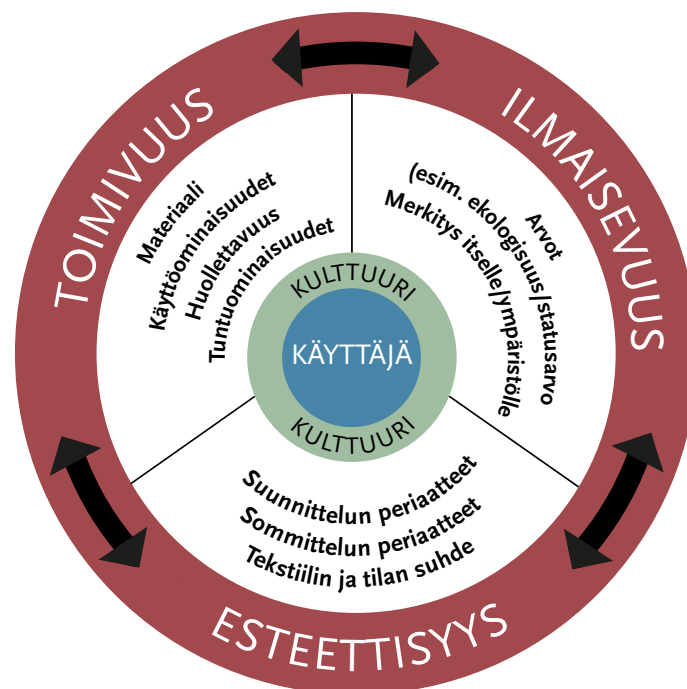 TOIMIVUUS
ILMAISEVUUS
Materiaali
Käyttöominaisuudet
Huollettavuus
Tuntuominaisuudet
Arvot
(esim. ekologisuus/statusarvo
Merkitys itselle/ympäristölle
KULTTUURI
KÄYTTÄJÄ
KULTTUURI
Suunnittelun periaatteet
Sommittelun periaatteet
Tekstiilin ja tilan suhde
ESTEETTISYYS